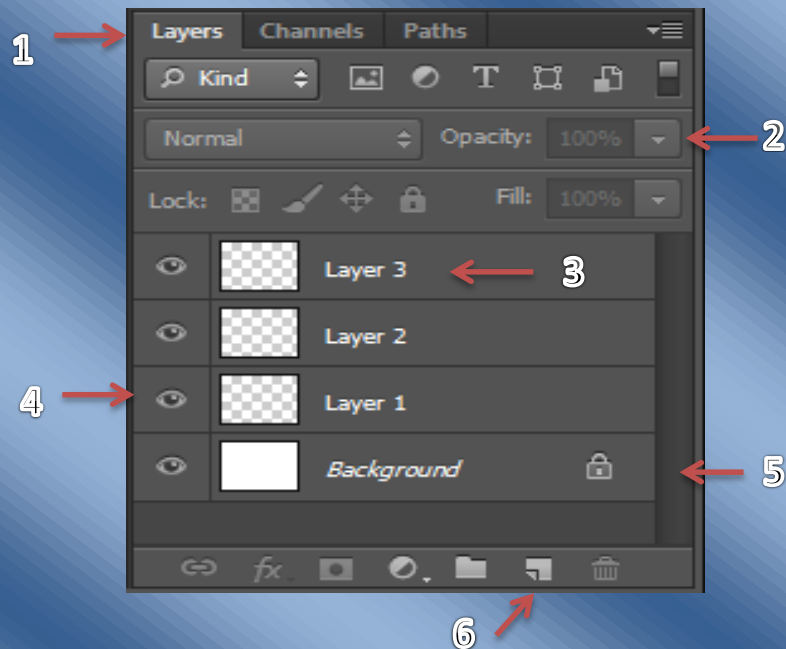 1
Layers Channels Paths
Kind T
Normal Opacity: 100% 2
Lock: Fill: 100%
Layer 3 3
Layer 2
4 Layer 1
Background 5
fx
6